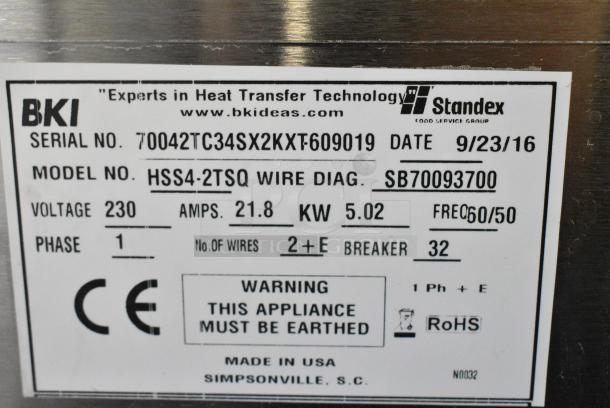 BKI "Experts in Heat Transfer Technology" Standex
www.bkideas.com FOOD SERVICE GROUP
SERIAL NO. 70042TC34SX2KXT-609019 DATE 9/23/16
MODEL NO. HSS4-2TSQ WIRE DIAG. SB70093700
VOLTAGE 230 AMPS. 21.8 KW 5.02 FREQ60/50
PHASE 1 No.OF WIRES 2+E BREAKER 32
CE
WARNING
THIS APPLIANCE
MUST BE EARTHED
1 Ph + E
RoHS
MADE IN USA
SIMPSONVILLE, S.C.
N0032